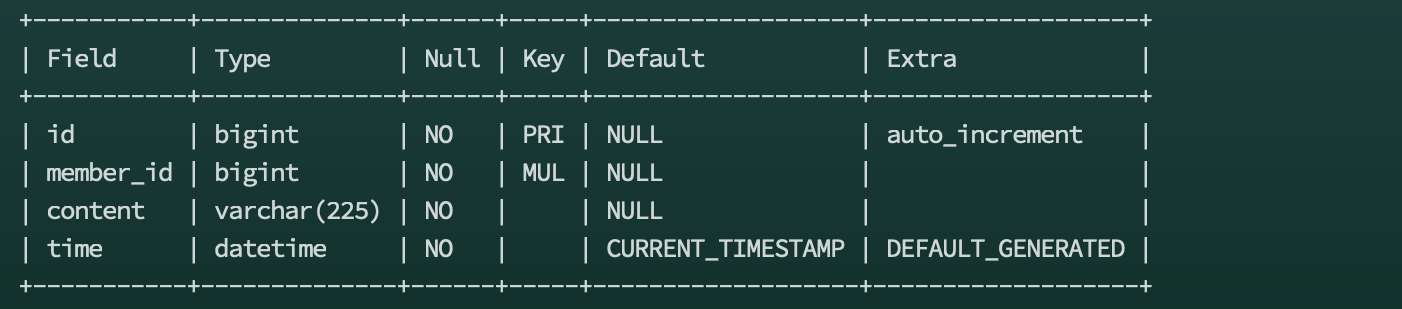 +-----------+--------------+------+-----+-------------------+-------------------+
| Field     | Type         | Null | Key | Default           | Extra             |
+-----------+--------------+------+-----+-------------------+-------------------+
| id        | bigint       | NO   | PRI | NULL              | auto_increment    |
| member_id | bigint       | NO   | MUL | NULL              |                   |
| content   | varchar(225) | NO   |     | NULL              |                   |
| time      | datetime     | NO   |     | CURRENT_TIMESTAMP | DEFAULT_GENERATED |
+-----------+--------------+------+-----+-------------------+-------------------+